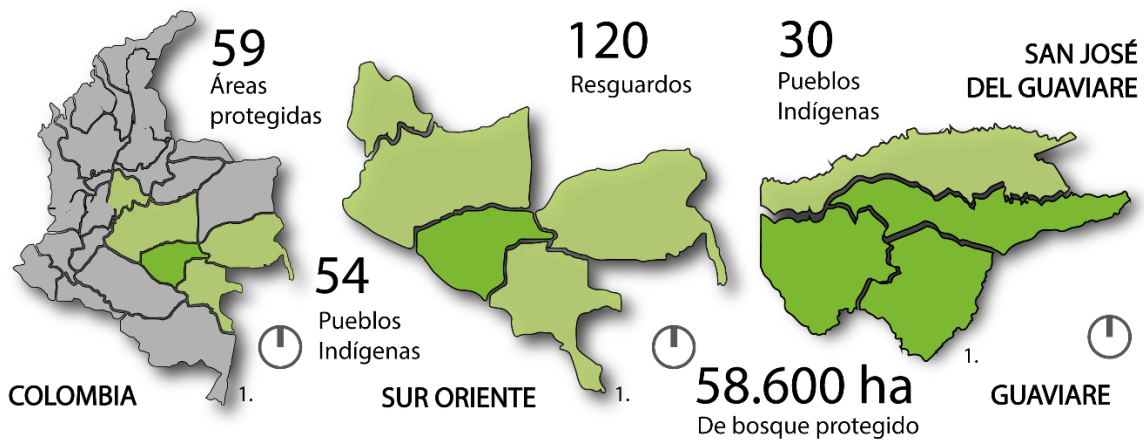 59
Áreas
protegidas
54
Pueblos
Indígenas
COLOMBIA
1.
120
Resguardos
SUR ORIENTE
1.
30
Pueblos
Indígenas
SAN JOSÉ
DEL GUAVIARE
58.600 ha
De bosque protegido
1.
GUAVIARE